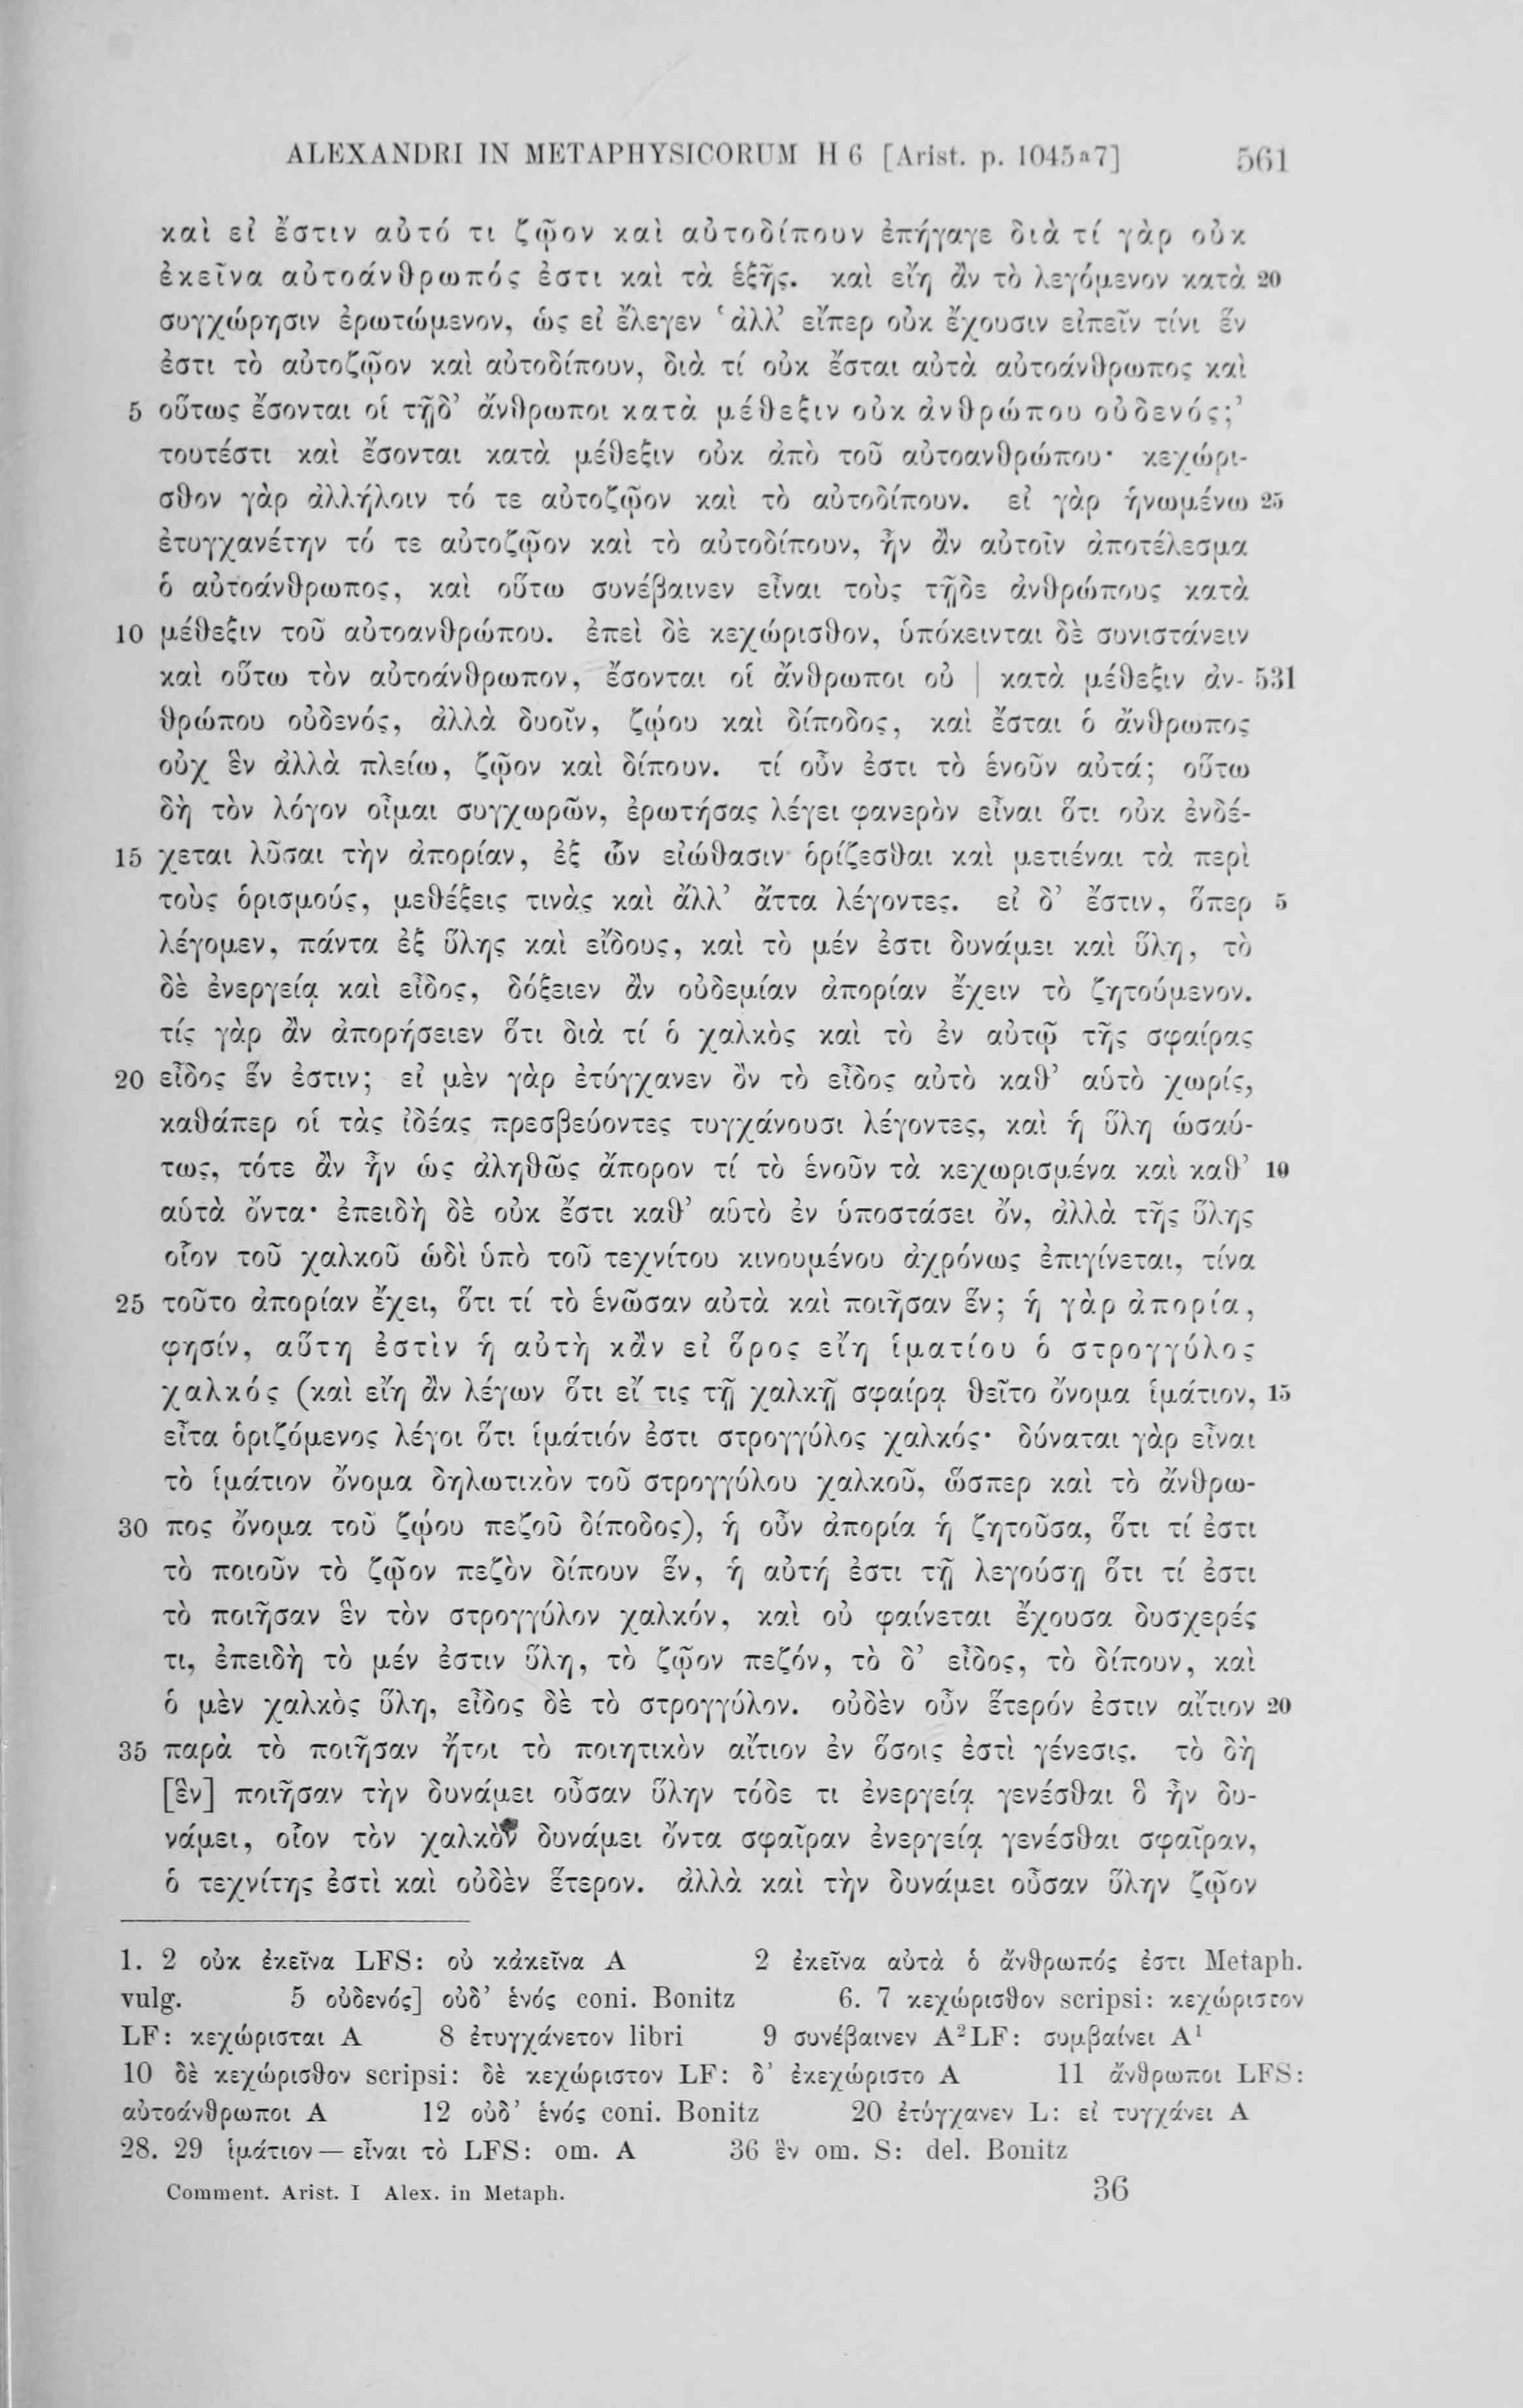 ALEXANDRI IN METAPHYSICORUM H 6 [Arist. p. 1045ᵃ7] 561
καὶ εἰ ἔστιν αὐτό τι ζῷον καὶ αὐτοδίπουν ἐπήγαγε διὰ τί γὰρ οὐκ
ἐκεῖνα αὐτοάνθρωπός ἐστι καὶ τὰ ἑξῆς. καὶ εἴη ἂν τὸ λεγόμενον κατὰ 20
συγχώρησιν ἐρωτώμενον, ὡς εἰ ἔλεγεν ‘ἀλλ’ εἴπερ οὐκ ἔχουσιν εἰπεῖν τίνι ἕν
ἐστι τὸ αὐτοζῷον καὶ αὐτοδίπουν, διὰ τί οὐκ ἔσται αὐτὰ αὐτοάνθρωπος καὶ
5 οὕτως ἔσονται οἱ τῇδ’ ἄνθρωποι κατὰ μέθεξιν οὐκ ἀνθρώπου οὐδενός;’
τουτέστι καὶ ἔσονται κατὰ μέθεξιν οὐκ ἀπὸ τοῦ αὐτοανθρώπου· κεχώρι-
σθον γὰρ ἀλλήλοιν τό τε αὐτοζῷον καὶ τὸ αὐτοδίπουν. εἰ γὰρ ἡνωμένω 25
ἐτυγχανέτην τό τε αὐτοζῷον καὶ τὸ αὐτοδίπουν, ἦν ἂν αὐτοῖν ἀποτέλεσμα
ὁ αὐτοάνθρωπος, καὶ οὕτω συνέβαινεν εἶναι τοὺς τῇδε ἀνθρώπους κατὰ
10 μέθεξιν τοῦ αὐτοανθρώπου. ἐπεὶ δὲ κεχώρισθον, ὑπόκεινται δὲ συνιστάνειν
καὶ οὕτω τὸν αὐτοάνθρωπον, ἔσονται οἱ ἄνθρωποι οὐ | κατὰ μέθεξιν ἀν- 531
θρώπου οὐδενός, ἀλλὰ δυοῖν, ζῴου καὶ δίποδος, καὶ ἔσται ὁ ἄνθρωπος
οὐχ ἓν ἀλλὰ πλείω, ζῷον καὶ δίπουν. τί οὖν ἐστι τὸ ἑνοῦν αὐτά; οὕτω
δὴ τὸν λόγον οἶμαι συγχωρῶν, ἐρωτήσας λέγει φανερὸν εἶναι ὅτι οὐκ ἐνδέ-
15 χεται λῦσαι τὴν ἀπορίαν, ἐξ ὧν εἰώθασιν ὁρίζεσθαι καὶ μετιέναι τὰ περὶ
τοὺς ὁρισμούς, μεθέξεις τινὰς καὶ ἄλλ’ ἄττα λέγοντες. εἰ δ’ ἔστιν, ὅπερ 5
λέγομεν, πάντα ἐξ ὕλης καὶ εἴδους, καὶ τὸ μέν ἐστι δυνάμει καὶ ὕλη, τὸ
δὲ ἐνεργείᾳ καὶ εἶδος, δόξειεν ἂν οὐδεμίαν ἀπορίαν ἔχειν τὸ ζητούμενον.
τίς γὰρ ἂν ἀπορήσειεν ὅτι διὰ τί ὁ χαλκὸς καὶ τὸ ἐν αὐτῷ τῆς σφαίρας
20 εἶδος ἕν ἐστιν; εἰ μὲν γὰρ ἐτύγχανεν ὂν τὸ εἶδος αὐτὸ καθ’ αὑτὸ χωρίς,
καθάπερ οἱ τὰς ἰδέας πρεσβεύοντες τυγχάνουσι λέγοντες, καὶ ἡ ὕλη ὡσαύ-
τως, τότε ἂν ἦν ὡς ἀληθῶς ἄπορον τί τὸ ἑνοῦν τὰ κεχωρισμένα καὶ καθ’ 10
αὑτὰ ὄντα· ἐπειδὴ δὲ οὐκ ἔστι καθ’ αὑτὸ ἐν ὑποστάσει ὄν, ἀλλὰ τῆς ὕλης
οἷον τοῦ χαλκοῦ ὡδὶ ὑπὸ τοῦ τεχνίτου κινουμένου ἀχρόνως ἐπιγίνεται, τίνα
25 τοῦτο ἀπορίαν ἔχει, ὅτι τί τὸ ἑνῶσαν αὐτὰ καὶ ποιῆσαν ἕν; ἡ γὰρ ἀπορία,
φησίν, αὕτη ἐστὶν ἡ αὐτὴ κἂν εἰ ὅρος εἴη ἱματίου ὁ στρογγύλος
χαλκός (καὶ εἴη ἂν λέγων ὅτι εἴ τις τῇ χαλκῇ σφαίρᾳ θεῖτο ὄνομα ἱμάτιον, 15
εἶτα ὁριζόμενος λέγοι ὅτι ἱμάτιόν ἐστι στρογγύλος χαλκός· δύναται γὰρ εἶναι
τὸ ἱμάτιον ὄνομα δηλωτικὸν τοῦ στρογγύλου χαλκοῦ, ὥσπερ καὶ τὸ ἄνθρω-
30 πος ὄνομα τοῦ ζῴου πεζοῦ δίποδος), ἡ οὖν ἀπορία ἡ ζητοῦσα, ὅτι τί ἐστι
τὸ ποιοῦν τὸ ζῷον πεζὸν δίπουν ἕν, ἡ αὐτή ἐστι τῇ λεγούσῃ ὅτι τί ἐστι
τὸ ποιῆσαν ἓν τὸν στρογγύλον χαλκόν, καὶ οὐ φαίνεται ἔχουσα δυσχερές
τι, ἐπειδὴ τὸ μέν ἐστιν ὕλη, τὸ ζῷον πεζόν, τὸ δ’ εἶδος, τὸ δίπουν, καὶ
ὁ μὲν χαλκὸς ὕλη, εἶδος δὲ τὸ στρογγύλον. οὐδὲν οὖν ἕτερόν ἐστιν αἴτιον 20
35 παρὰ τὸ ποιῆσαν ἤτοι τὸ ποιητικὸν αἴτιον ἐν ὅσοις ἐστὶ γένεσις. τὸ δὴ
[ἓν] ποιῆσαν τὴν δυνάμει οὖσαν ὕλην τόδε τι ἐνεργείᾳ γενέσθαι ὃ ἦν δυ-
νάμει, οἷον τὸν χαλκὸν δυνάμει ὄντα σφαῖραν ἐνεργείᾳ γενέσθαι σφαῖραν,
ὁ τεχνίτης ἐστὶ καὶ οὐδὲν ἕτερον. ἀλλὰ καὶ τὴν δυνάμει οὖσαν ὕλην ζῷον
1. 2 οὐκ ἐκεῖνα LFS: οὐ κἀκεῖνα A 2 ἐκεῖνα αὐτὰ ὁ ἄνθρωπός ἐστι Metaph.
vulg. 5 οὐδενός] οὐδ’ ἑνός coni. Bonitz 6. 7 κεχώρισθον scripsi: κεχώριστον
LF: κεχώρισται A 8 ἐτυγχάνετον libri 9 συνέβαινεν A²LF: συμβαίνει A¹
10 δὲ κεχώρισθον scripsi: δὲ κεχώριστον LF: δ’ ἐκεχώριστο A 11 ἄνθρωποι LFS:
αὐτοάνθρωποι A 12 οὐδ’ ἑνός coni. Bonitz 20 ἐτύγχανεν L: εἰ τυγχάνει A
28. 29 ἱμάτιον — εἶναι τὸ LFS: om. A 36 ἓν om. S: del. Bonitz
Comment. Arist. I Alex. in Metaph. 36